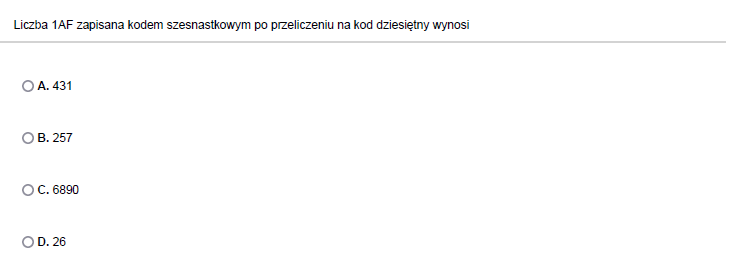 Liczba 1AF zapisana kodem szesnastkowym po przeliczeniu na kod dziesiętny wynosi
A. 431
B. 257
C. 6890
D. 26